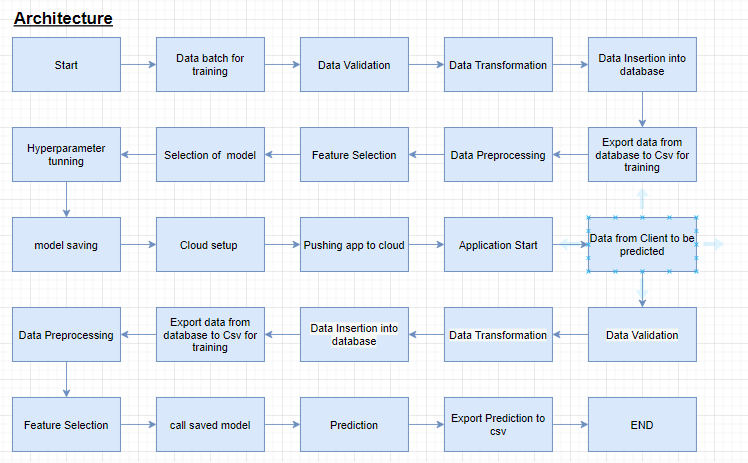 Architecture
Start
Data batch for
training
Data Validation
Data Transformation
Data Insertion into
database
Hyperparameter
tunning
Selection of  model
Feature Selection
Data Preprocessing
Export data from
database to Csv for
training
model saving
Cloud setup
Pushing app to cloud
Application Start
Data from Client to be
predicted
Data Preprocessing
Export data from
database to Csv for
training
Data Insertion into
database
Data Transformation
Data Validation
Feature Selection
call saved model
Prediction
Export Prediction to
csv
END